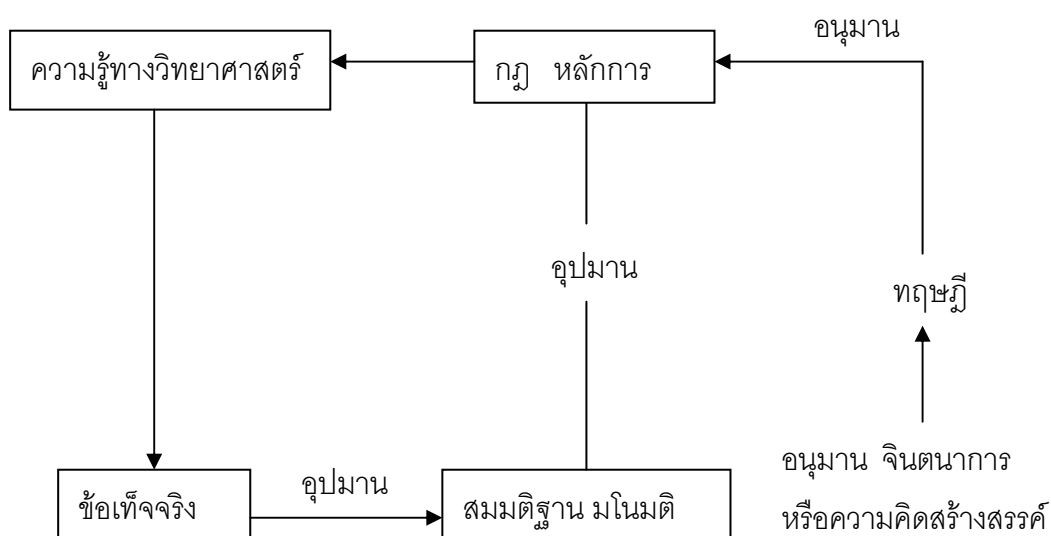 อนุมาน
ความรู้ทางวิทยาศาสตร์
กฎ หลักการ
อุปมาน
ทฤษฎี
อนุมาน จินตนาการ
หรือความคิดสร้างสรรค์
ข้อเท็จจริง
อุปมาน
สมมติฐาน มโนมติ